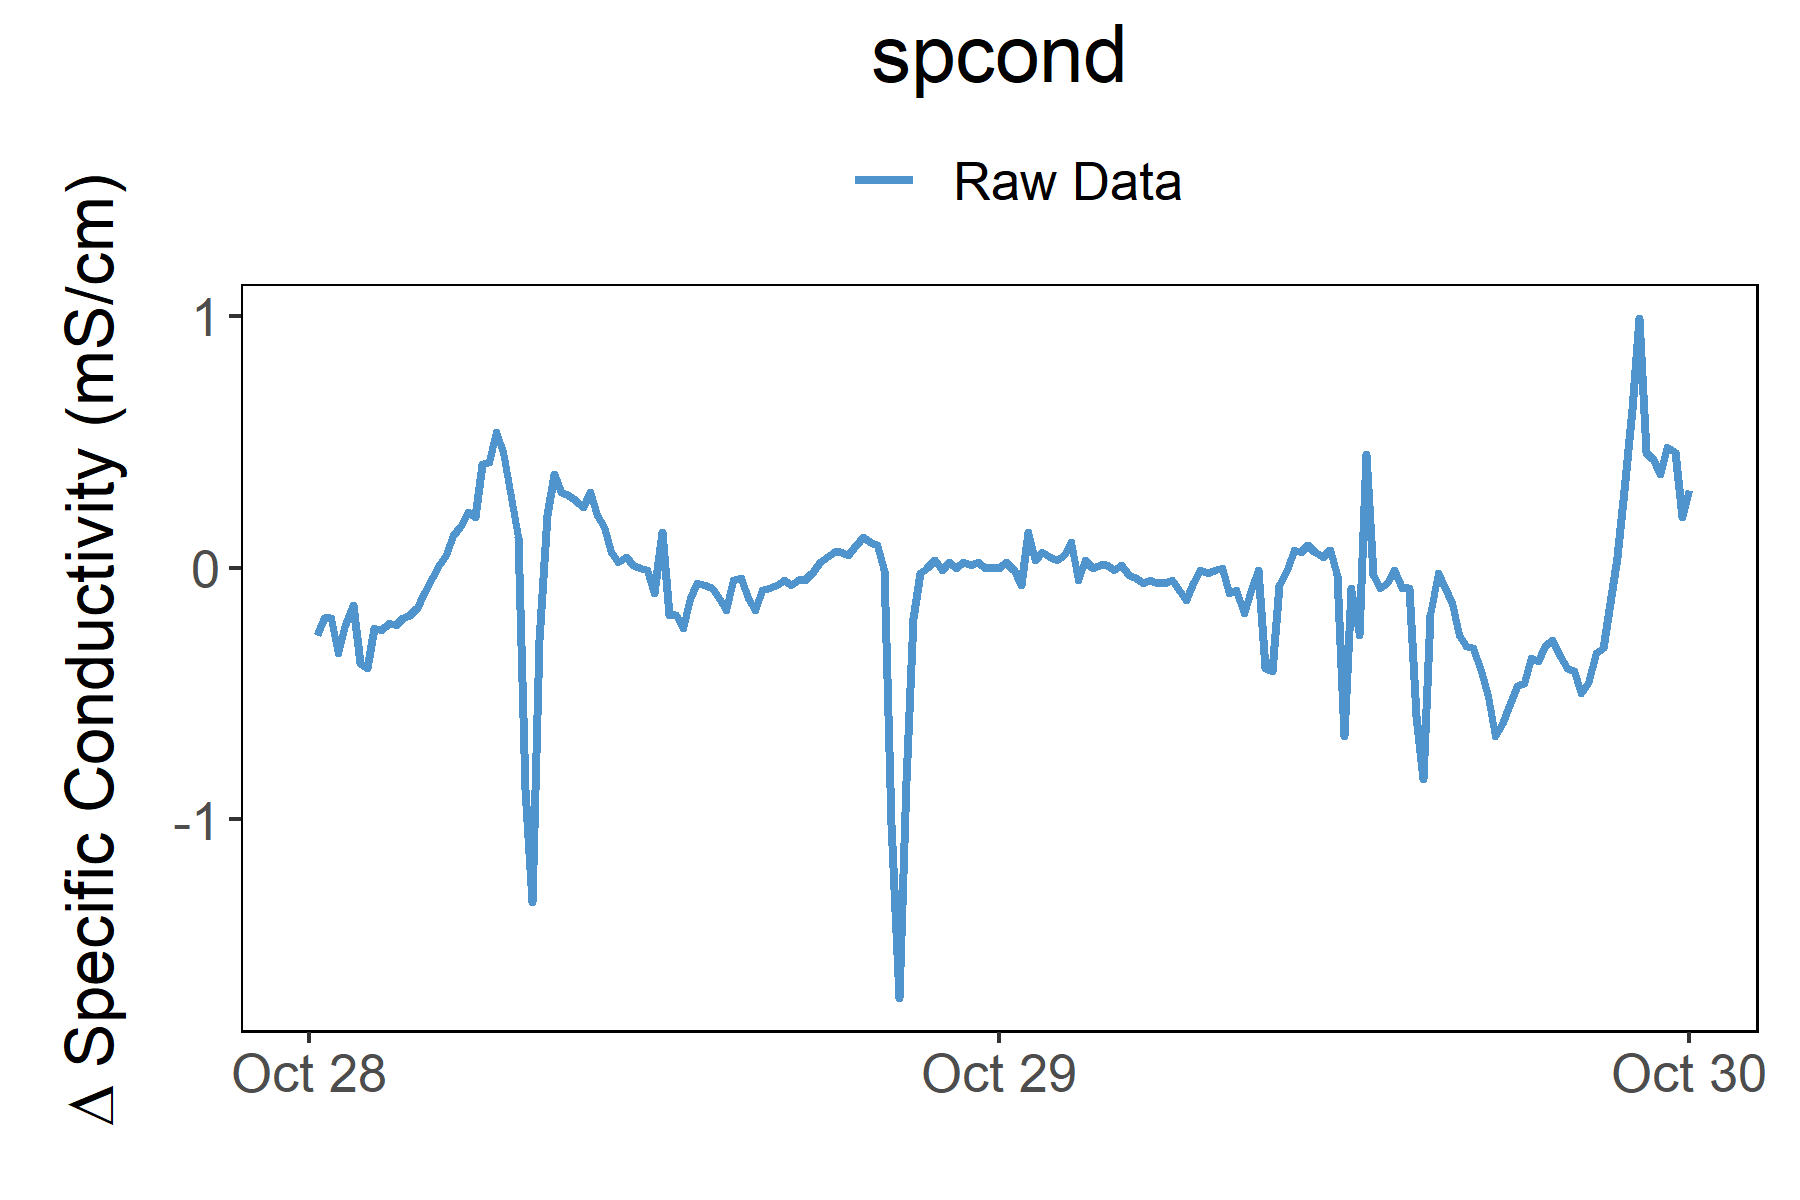 spcond
Raw Data
Δ Specific Conductivity (mS/cm)
1
0
-1
Oct 28
Oct 29
Oct 30